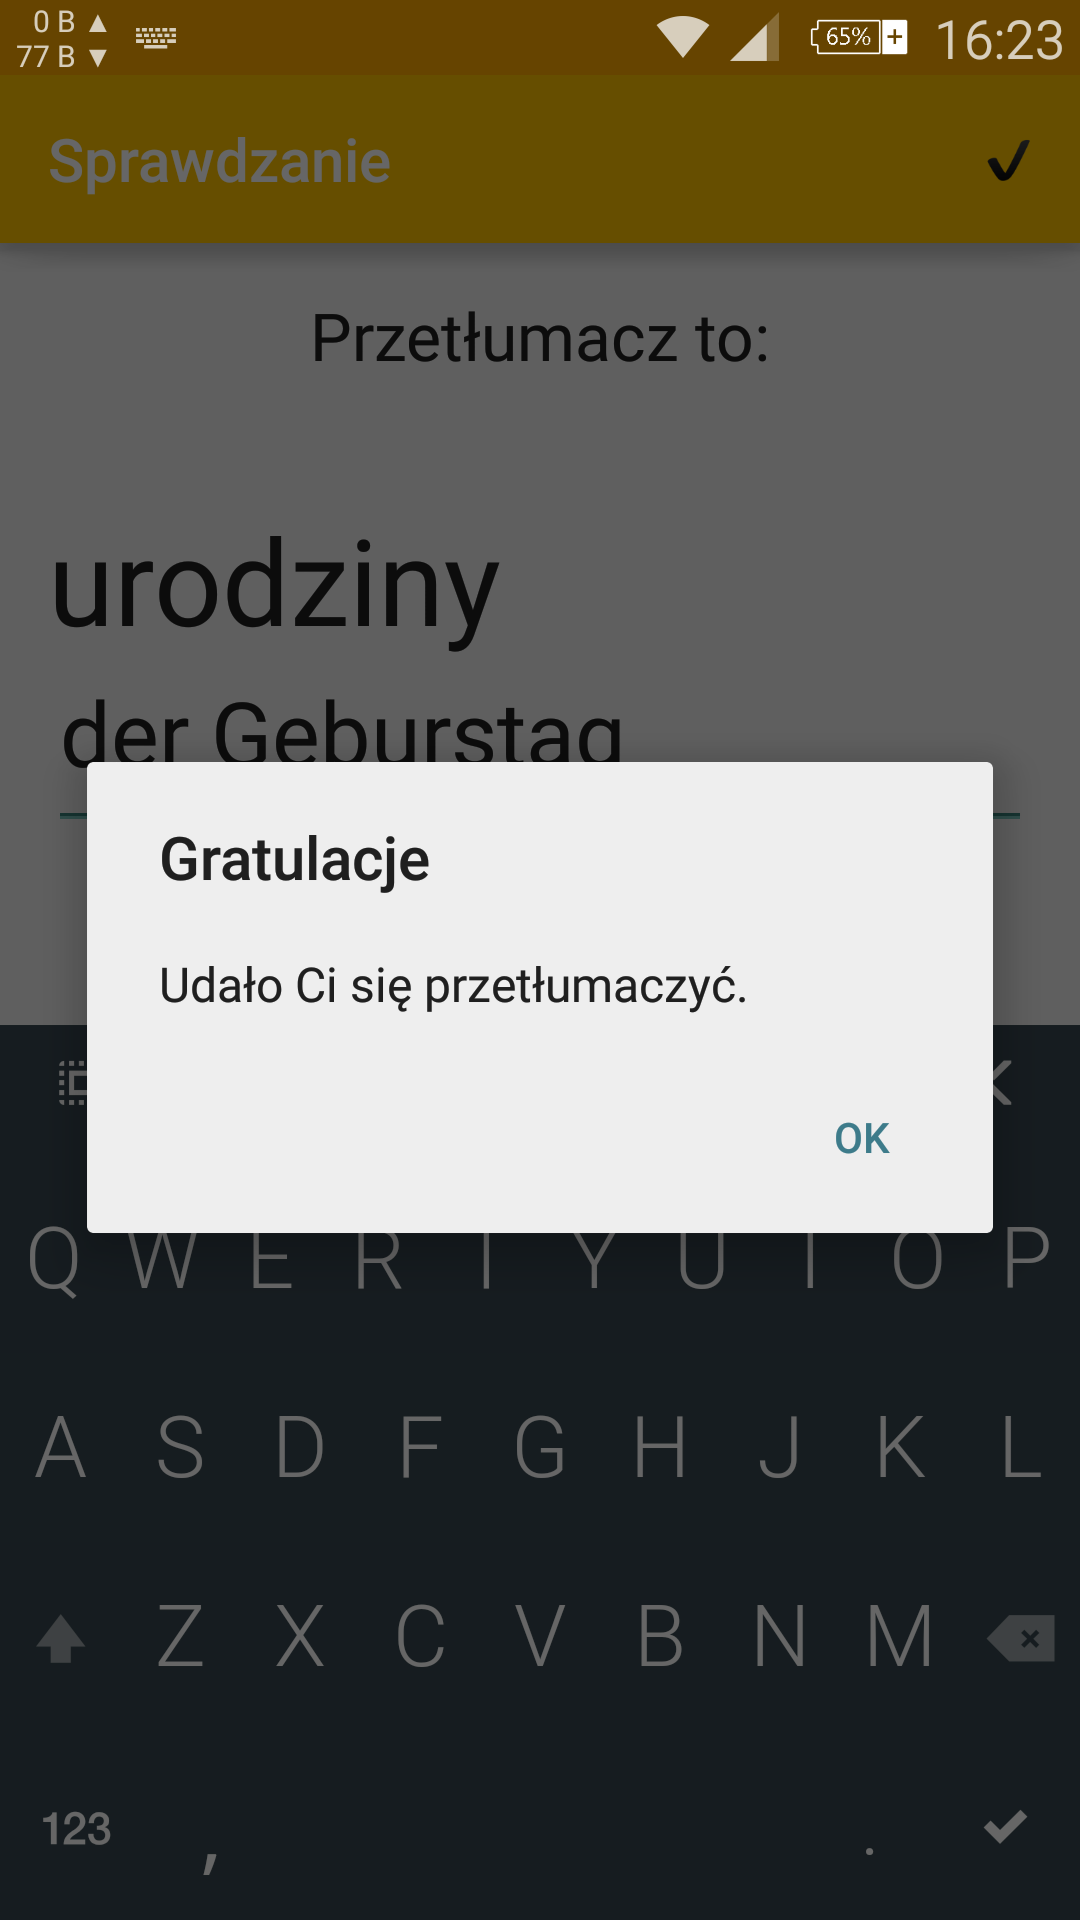 0 B ▲
77 B ▼
65%
16:23
Sprawdzanie
Przetłumacz to:
urodziny
der Geburstag
Gratulacje
Udało Ci się przetłumaczyć.
OK
Q W E R T Y U I O P
A S D F G H J K L
Z X C V B N M
123 , .